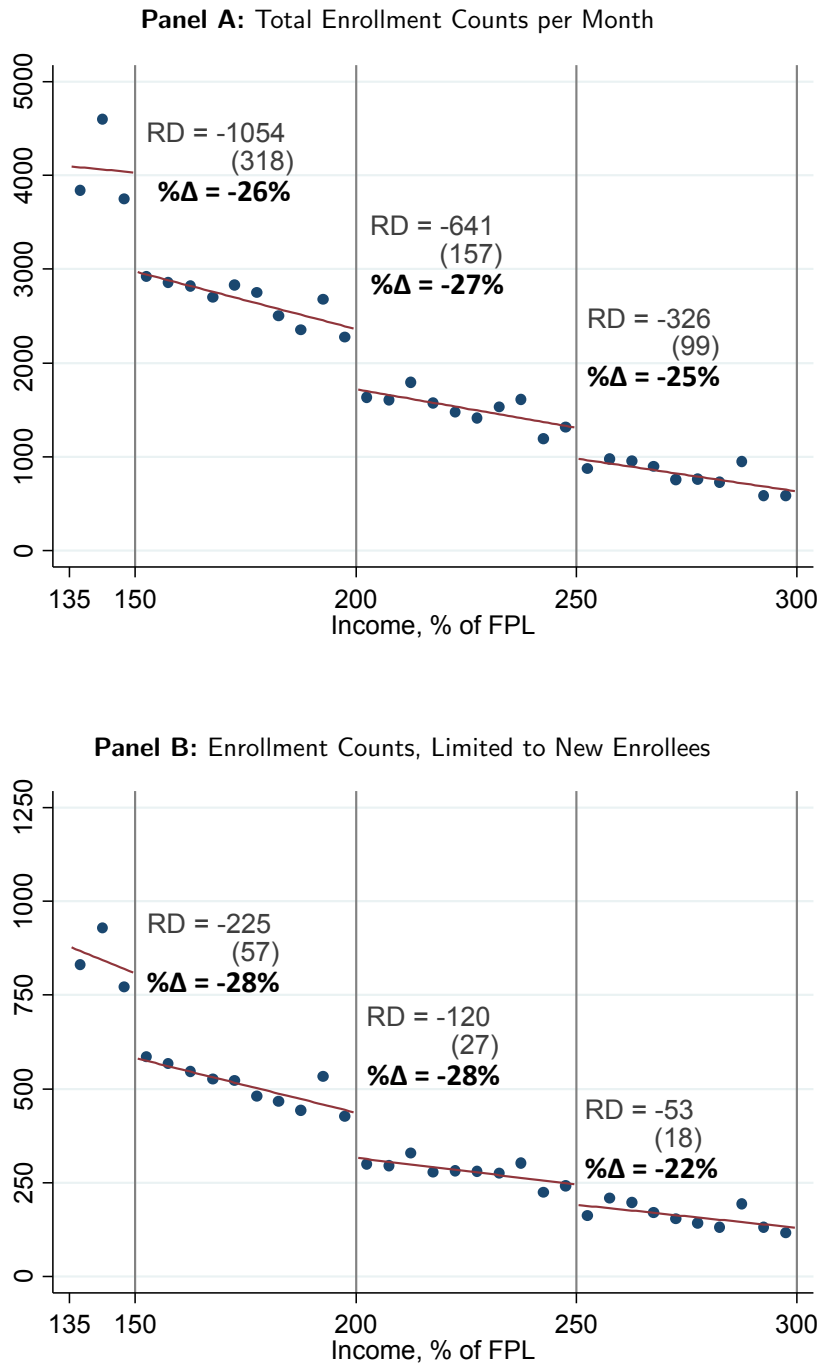 Panel A: Total Enrollment Counts per Month
5000
4000
3000
2000
1000
0
RD = -1054
(318)
%Δ = -26%
RD = -641
(157)
%Δ = -27%
RD = -326
(99)
%Δ = -25%
135 150 200 250 300
Income, % of FPL
Panel B: Enrollment Counts, Limited to New Enrollees
1250
1000
750
500
250
0
RD = -225
(57)
%Δ = -28%
RD = -120
(27)
%Δ = -28%
RD = -53
(18)
%Δ = -22%
135 150 200 250 300
Income, % of FPL